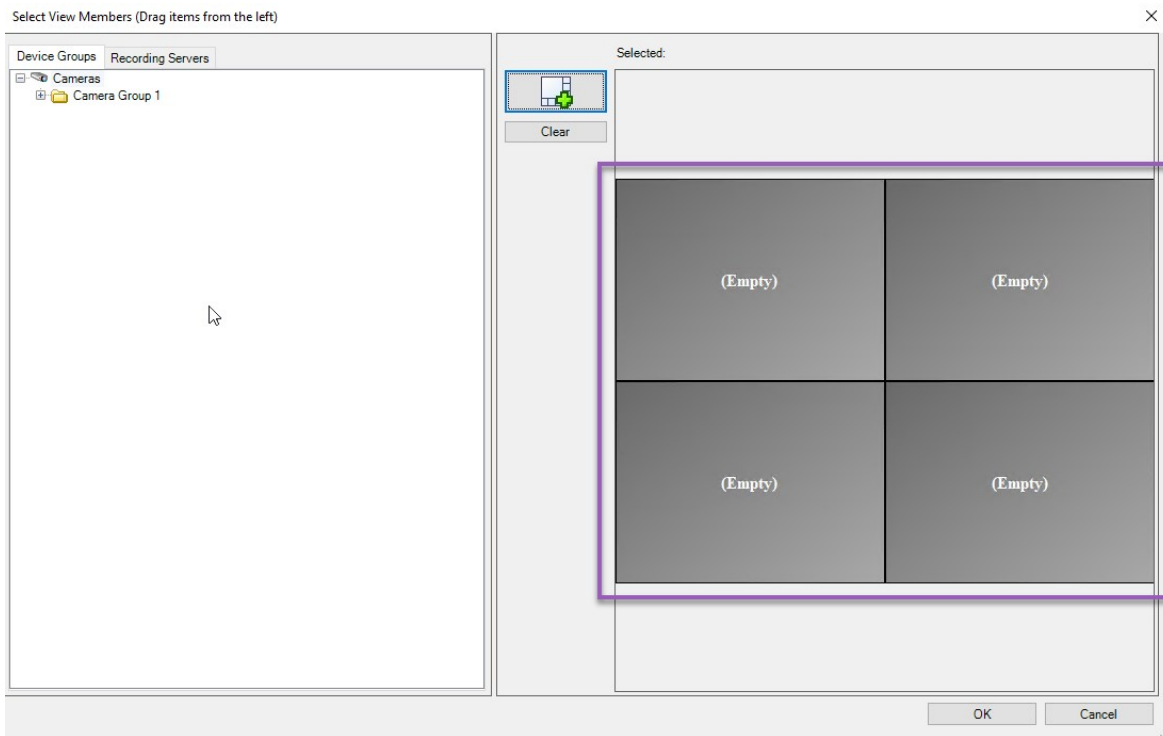 Select View Members (Drag items from the left)
Device Groups
Recording Servers
Cameras
Camera Group 1
Clear
Selected:
(Empty)
(Empty)
(Empty)
(Empty)
OK
Cancel